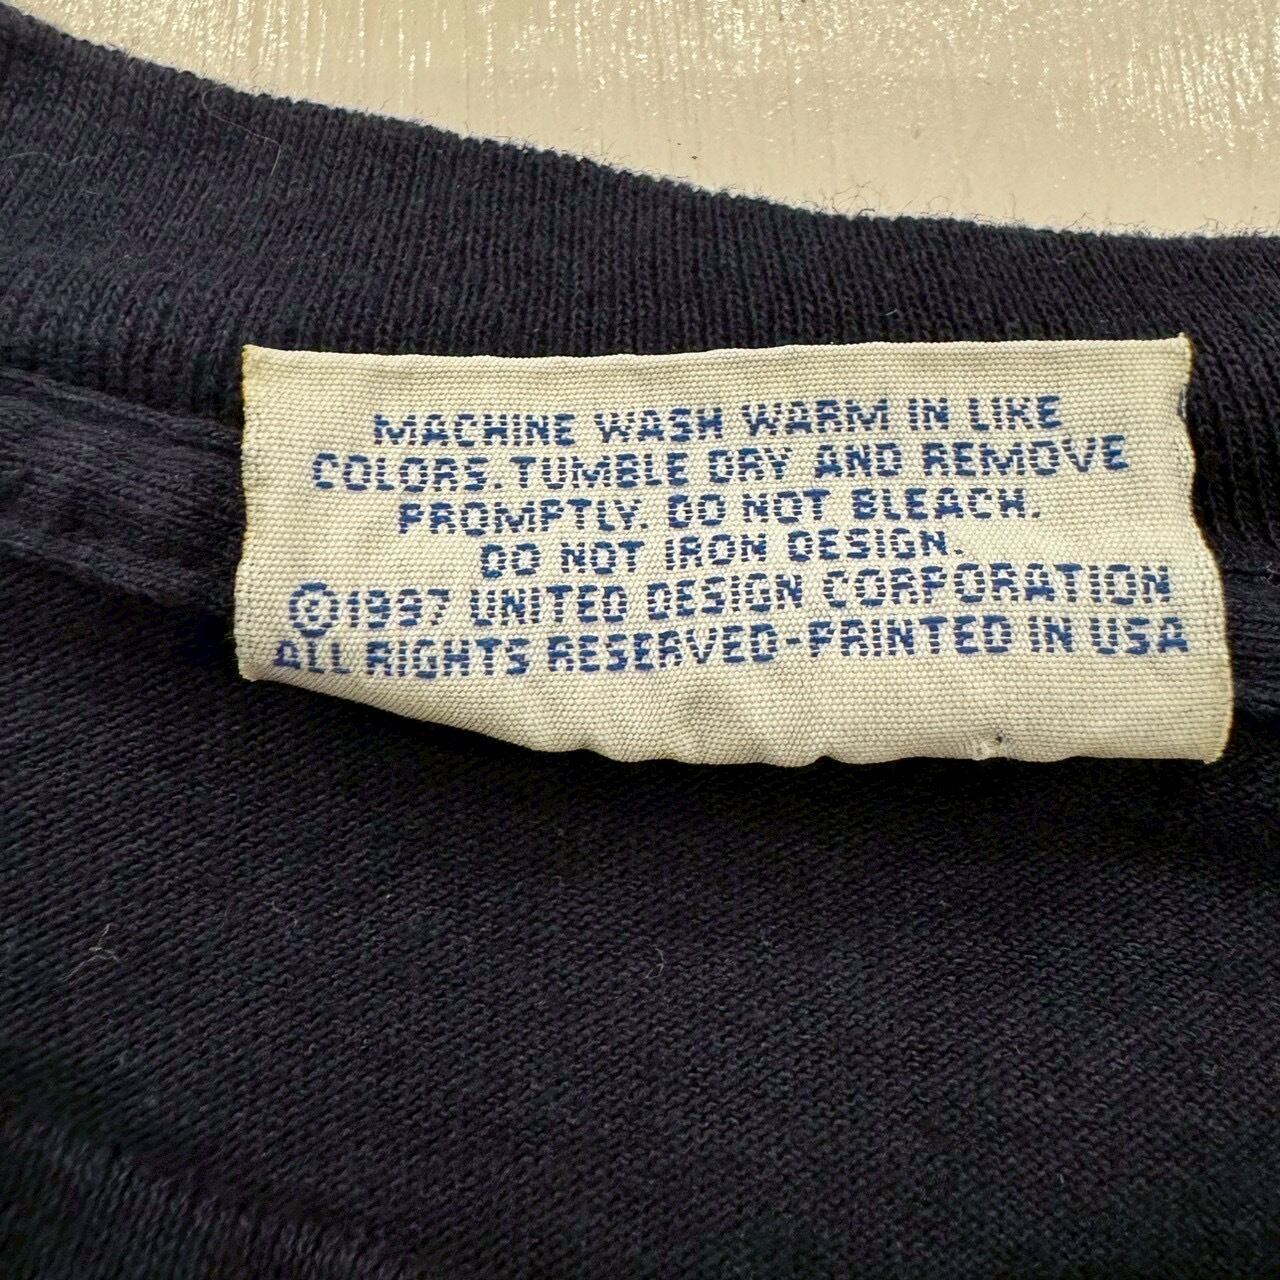 MACHINE WASH WARM IN LIKE
COLORS. TUMBLE DRY AND REMOVE
PROMPTLY. DO NOT BLEACH.
DO NOT IRON DESIGN.
©1997 UNITED DESIGN CORPORATION
ALL RIGHTS RESERVED-PRINTED IN USA